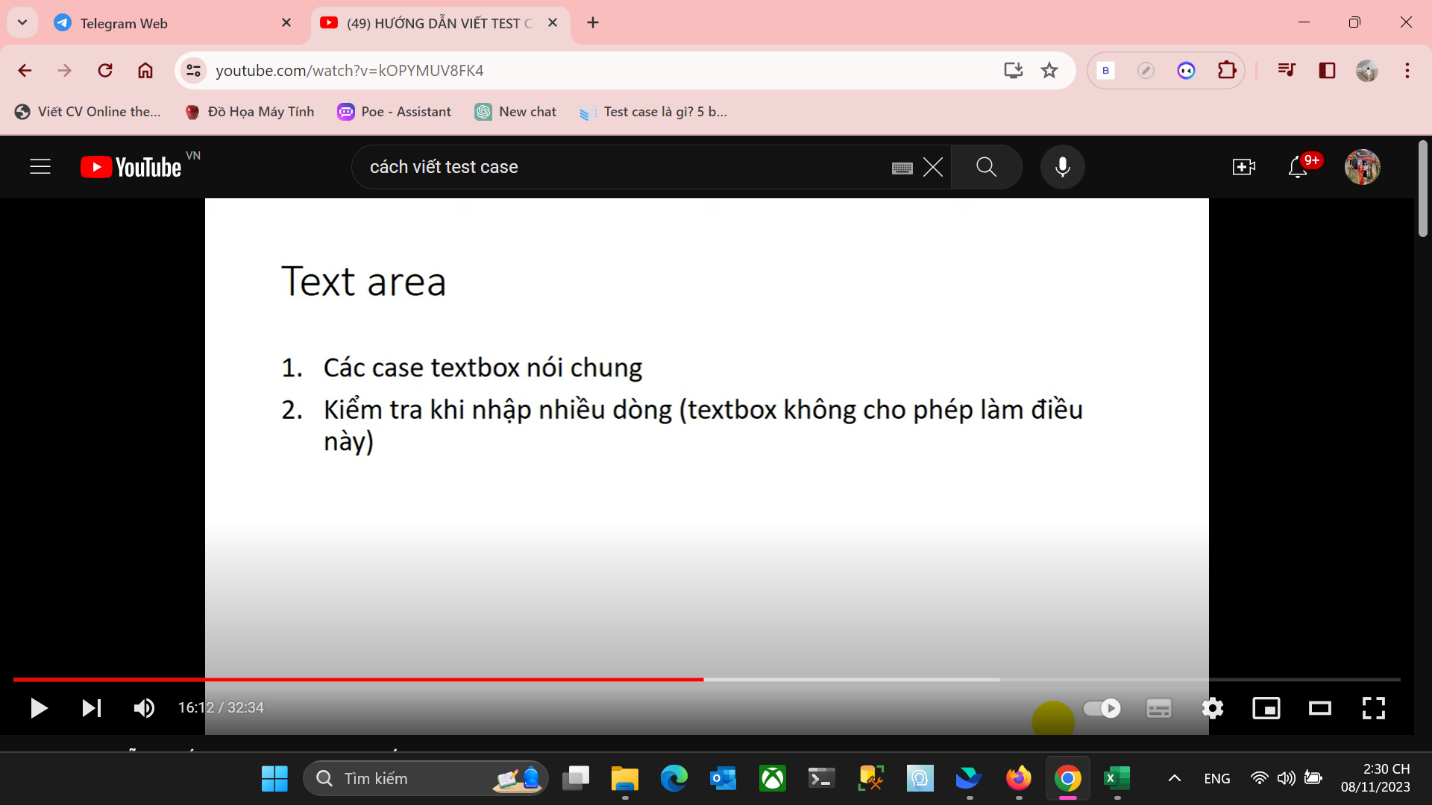 Telegram Web
(49) HƯỚNG DẪN VIẾT TEST C
youtube.com/watch?v=kOPYMUV8FK4
B
Viết CV Online the...
Đồ Họa Máy Tính
Poe - Assistant
New chat
Test case là gì? 5 b...
YouTube VN
cách viết test case
9+
Text area
1. Các case textbox nói chung
2. Kiểm tra khi nhập nhiều dòng (textbox không cho phép làm điều
này)
16:12 / 32:34
Tìm kiếm
ENG
2:30 CH
08/11/2023